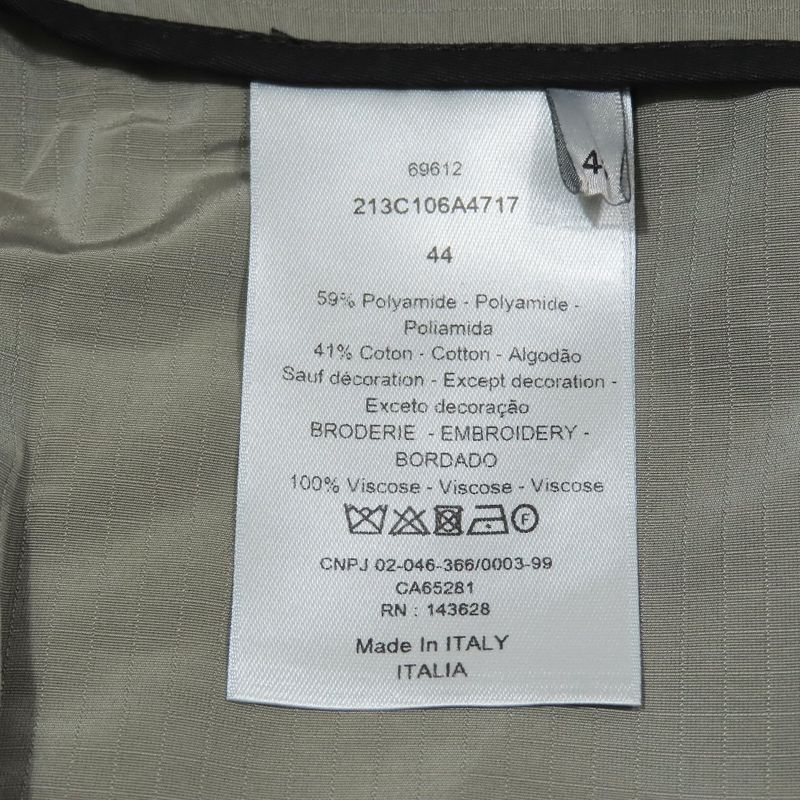 69612
213C106A4717
44
4
59% Polyamide - Polyamide -
Poliamida
41% Coton - Cotton - Algodão
Sauf décoration - Except decoration -
Exceto decoração
BRODERIE - EMBROIDERY -
BORDADO
100% Viscose - Viscose - Viscose
F
CNPJ 02-046-366/0003-99
CA65281
RN : 143628
Made In ITALY
ITALIA